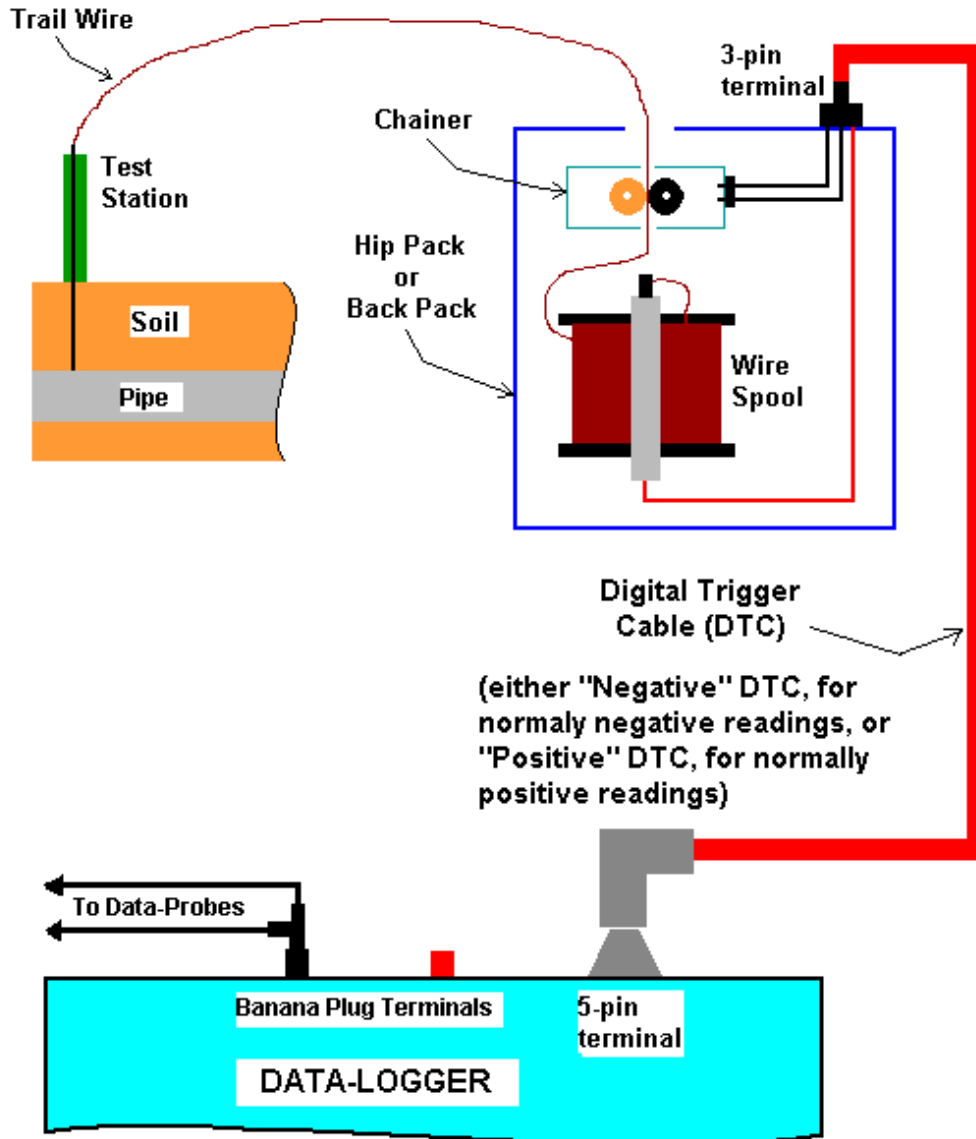 Trail Wire
3-pin
terminal
Chainer
Test
Station
Hip Pack
or
Back Pack
Soil
Pipe
Wire
Spool
Digital Trigger
Cable (DTC)
(either "Negative" DTC, for
normaly negative readings, or
"Positive" DTC, for normally
positive readings)
To Data-Probes
Banana Plug Terminals
5-pin
terminal
DATA-LOGGER